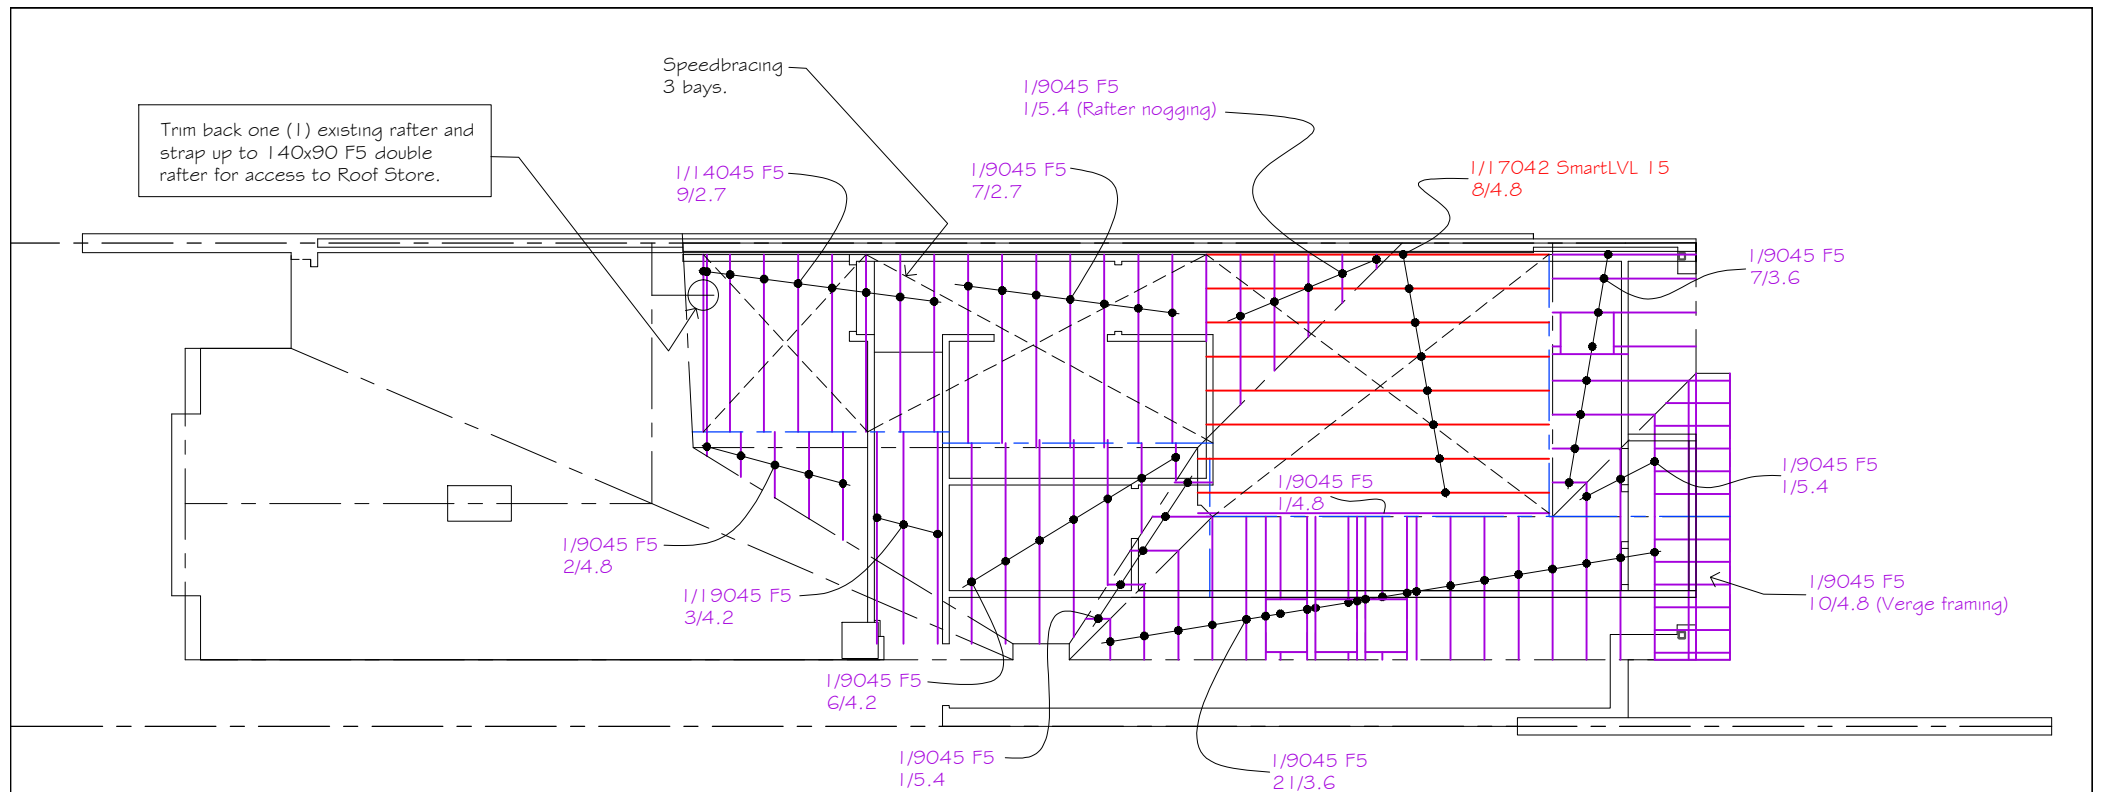 Speedbracing
3 bays.
1/9045 F5
1/5.4 (Rafter nogging)
Trim back one (1) existing rafter and
strap up to 140x90 F5 double
rafter for access to Roof Store.
1/14045 F5
9/2.7
1/9045 F5
7/2.7
1/17042 SmartLVL 15
8/4.8
1/9045 F5
7/3.6
1/9045 F5
1/5.4
1/9045 F5
1/4.8
1/9045 F5
2/4.8
1/19045 F5
3/4.2
1/9045 F5
10/4.8 (Verge framing)
1/9045 F5
6/4.2
1/9045 F5
1/5.4
1/9045 F5
21/3.6